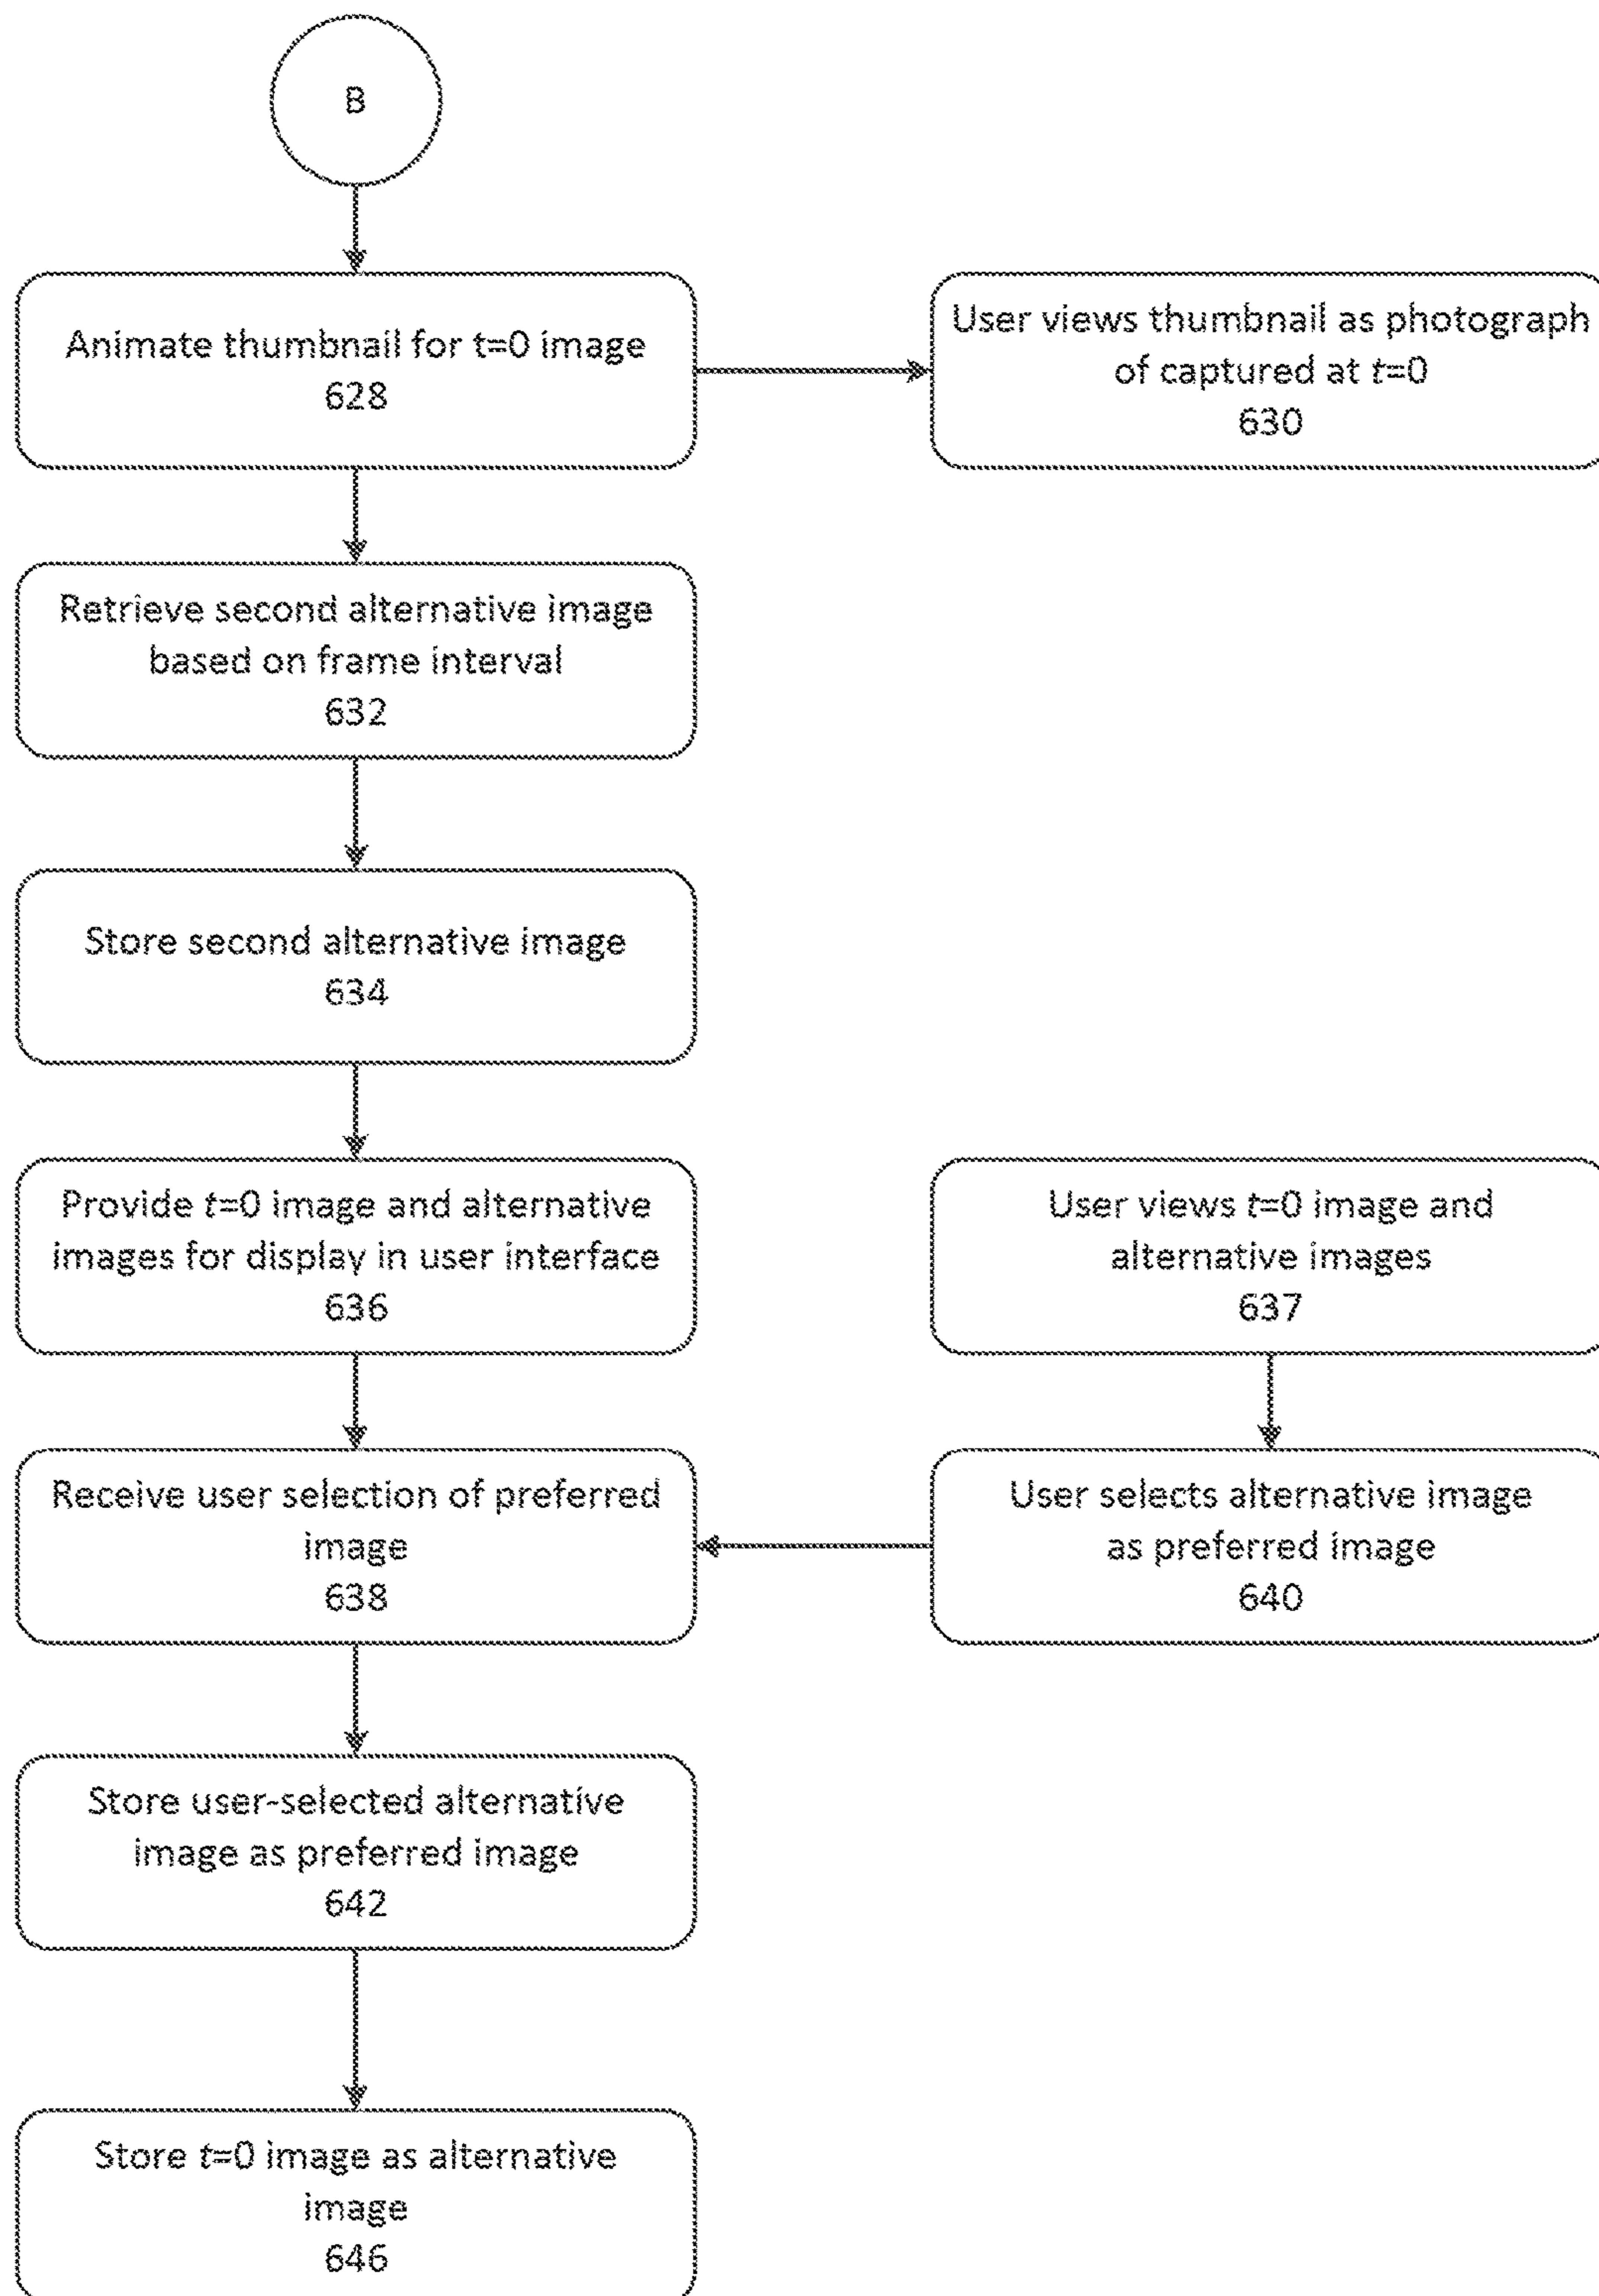 B
Animate thumbnail for t=0 image
628
User views thumbnail as photograph
of captured at t=0
630
Retrieve second alternative image
based on frame interval
632
Store second alternative image
634
Provide t=0 image and alternative
images for display in user interface
636
User views t=0 image and
alternative images
637
Receive user selection of preferred
image
638
User selects alternative image
as preferred image
640
Store user-selected alternative
image as preferred image
642
Store t=0 image as alternative
image
646